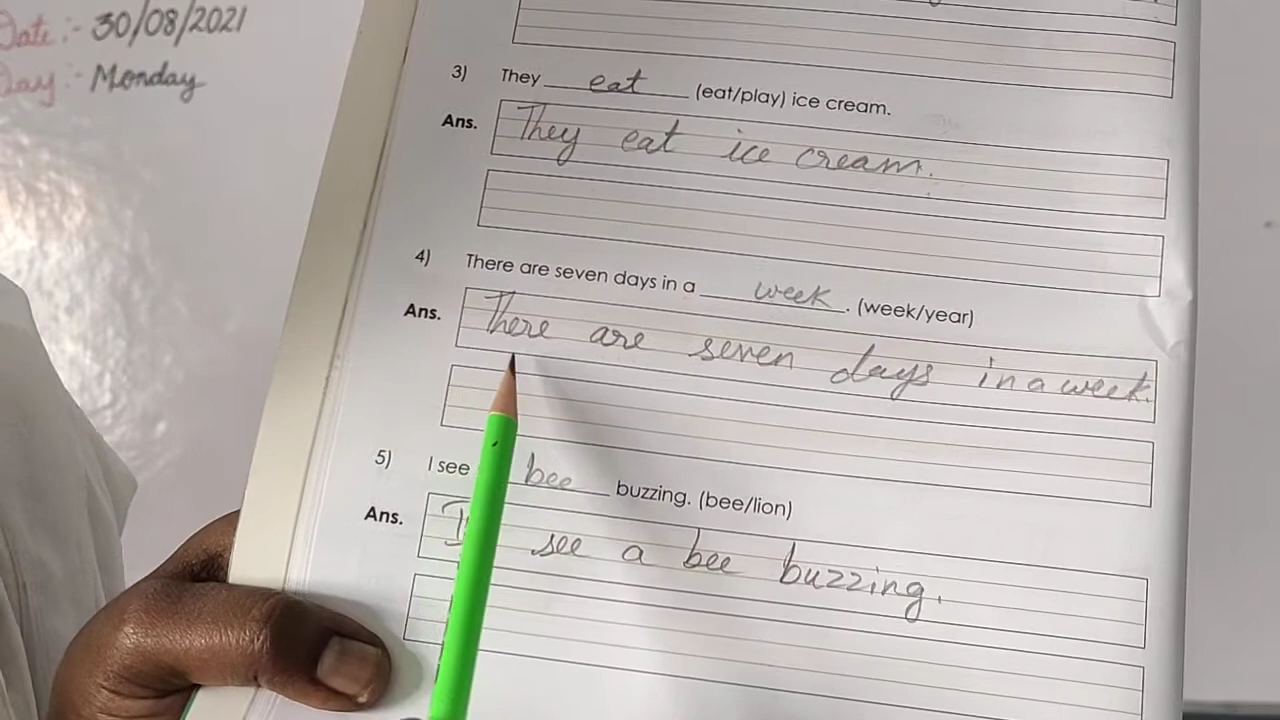 Date :- 30/08/2021
Day :- Monday
3) They eat (eat/play) ice cream.
Ans. They eat ice cream.
4) There are seven days in a week. (week/year)
Ans. There are seven days in a week.
5) I see bee buzzing. (bee/lion)
Ans. I see a bee buzzing.